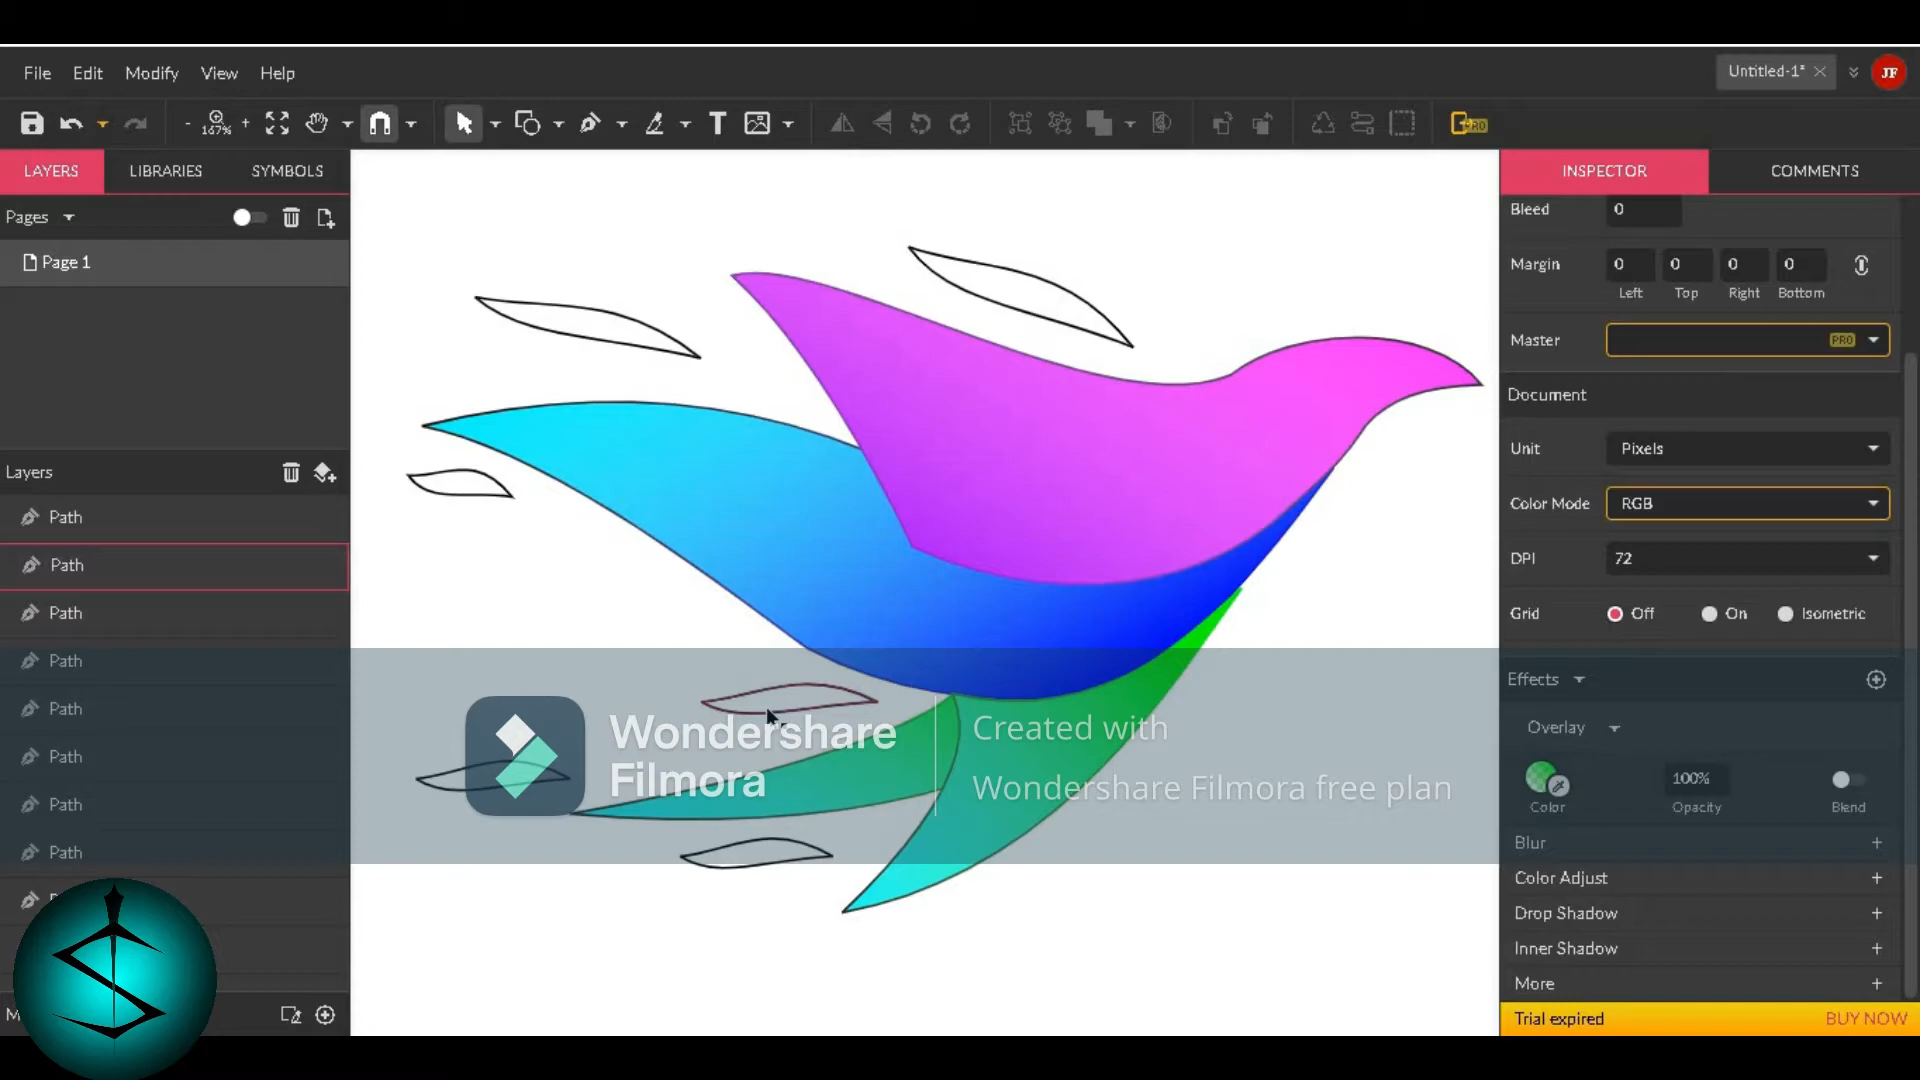 File Edit Modify View Help
Untitled-1*
JF
- 167% +
T
PRO
LAYERS LIBRARIES SYMBOLS
INSPECTOR COMMENTS
Pages
Page 1
Layers
Path
Path
Path
Path
Path
Path
Path
Path
Bleed 0
Margin 0 0 0 0
Left Top Right Bottom
Master PRO
Document
Unit Pixels
Color Mode RGB
DPI 72
Grid Off On Isometric
Effects
Overlay
100%
Color Opacity Blend
Blur +
Color Adjust +
Drop Shadow +
Inner Shadow +
More +
Trial expired BUY NOW
Wondershare
Filmora
Created with
Wondershare Filmora free plan